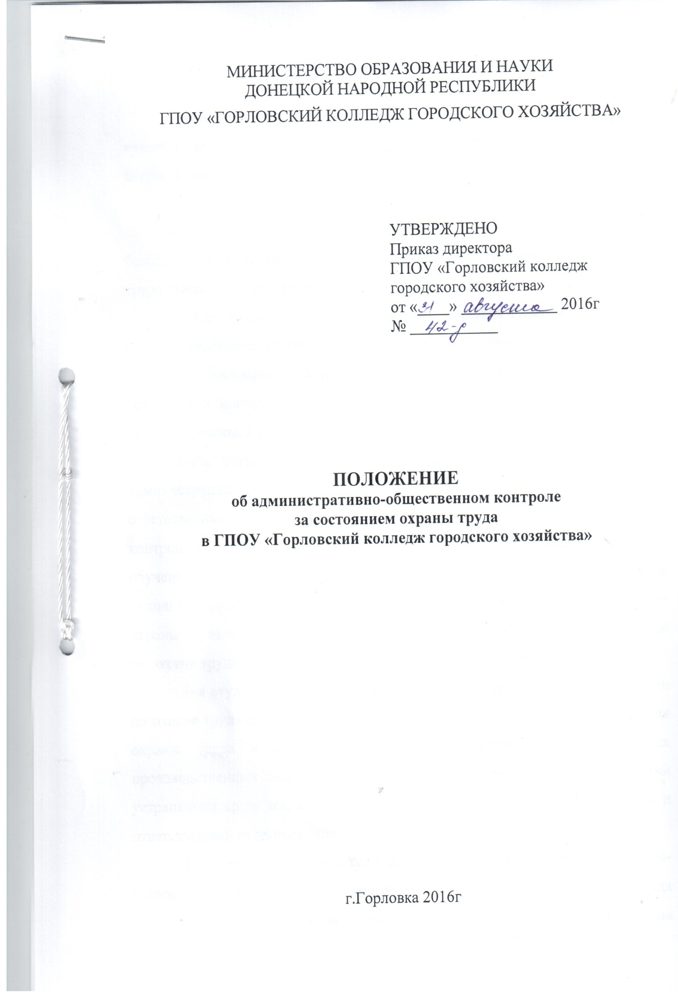 МИНИСТЕРСТВО ОБРАЗОВАНИЯ И НАУКИ
ДОНЕЦКОЙ НАРОДНОЙ РЕСПУБЛИКИ
ГПОУ «ГОРЛОВСКИЙ КОЛЛЕДЖ ГОРОДСКОГО ХОЗЯЙСТВА»
УТВЕРЖДЕНО
Приказ директора
ГПОУ «Горловский колледж
городского хозяйства»
от «31» августа 2016г
№ 42-д
ПОЛОЖЕНИЕ
об административно-общественном контроле
за состоянием охраны труда
в ГПОУ «Горловский колледж городского хозяйства»
г.Горловка 2016г